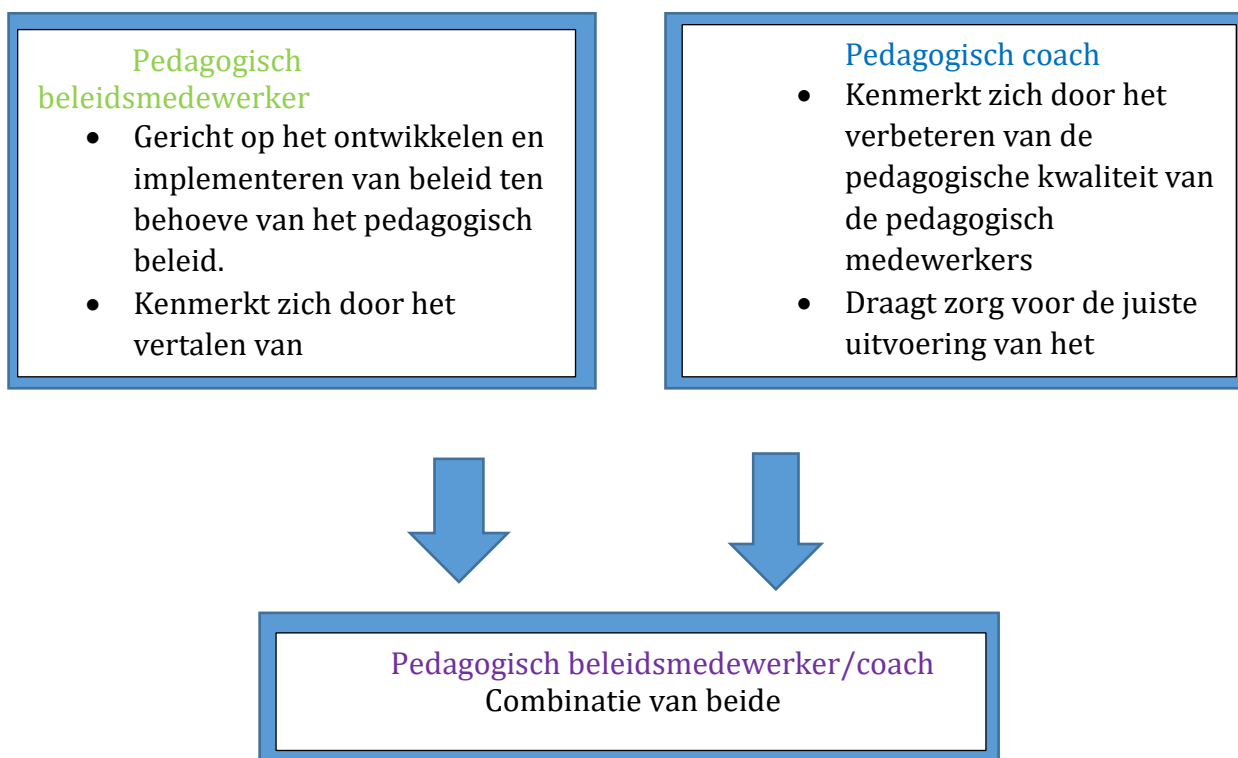 Pedagogisch
beleidsmedewerker
• Gericht op het ontwikkelen en
implementeren van beleid ten
behoeve van het pedagogisch
beleid.
• Kenmerkt zich door het
vertalen van
Pedagogisch coach
• Kenmerkt zich door het
verbeteren van de
pedagogische kwaliteit van
de pedagogisch
medewerkers
• Draagt zorg voor de juiste
uitvoering van het
Pedagogisch beleidsmedewerker/coach
Combinatie van beide